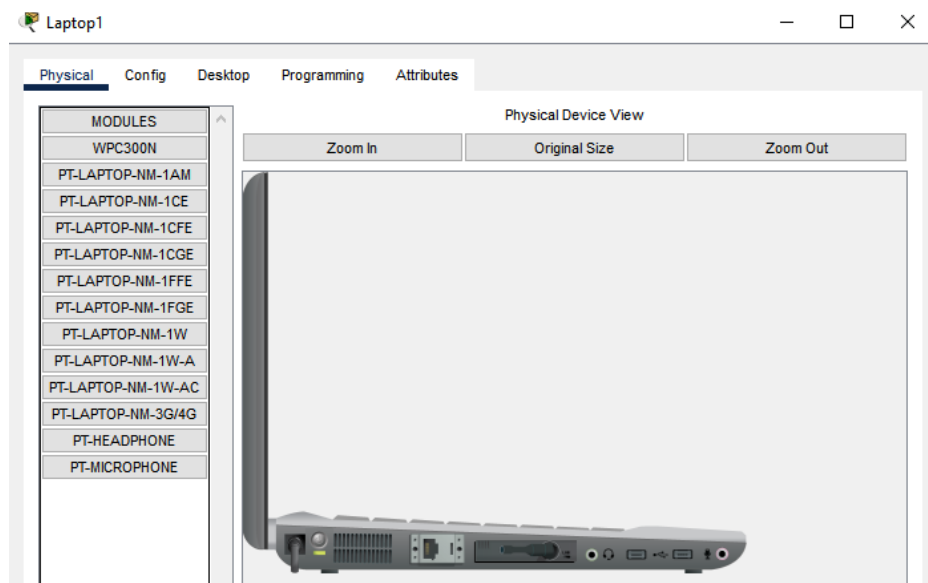 Laptop1
Physical Config Desktop Programming Attributes
MODULES
WPC300N
PT-LAPTOP-NM-1AM
PT-LAPTOP-NM-1CE
PT-LAPTOP-NM-1CFE
PT-LAPTOP-NM-1CGE
PT-LAPTOP-NM-1FFE
PT-LAPTOP-NM-1FGE
PT-LAPTOP-NM-1W
PT-LAPTOP-NM-1W-A
PT-LAPTOP-NM-1W-AC
PT-LAPTOP-NM-3G/4G
PT-HEADPHONE
PT-MICROPHONE
Physical Device View
Zoom In Original Size Zoom Out